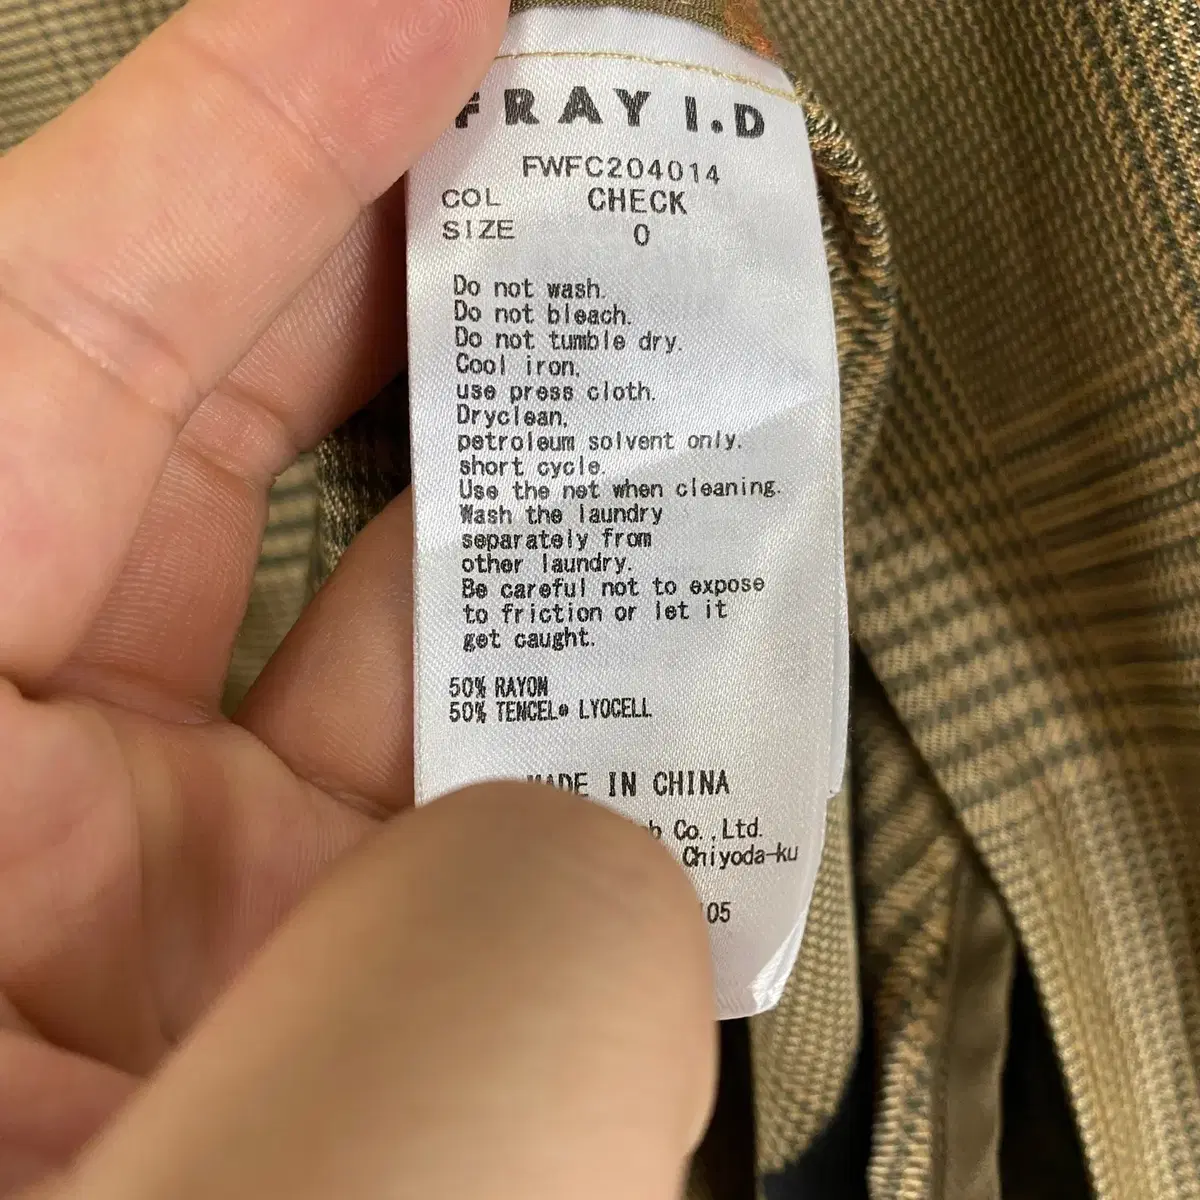 FRAY I.D
FWFC204014
COL CHECK
SIZE 0
Do not wash.
Do not bleach.
Do not tumble dry.
Cool iron.
use press cloth.
Dryclean,
petroleum solvent only.
short cycle.
Use the net when cleaning.
Wash the laundry
separately from
other laundry.
Be careful not to expose
to friction or let it
get caught.
50% RAYON
50% TENCEL® LYOCELL
MADE IN CHINA
Co.,Ltd.
Chiyoda-ku